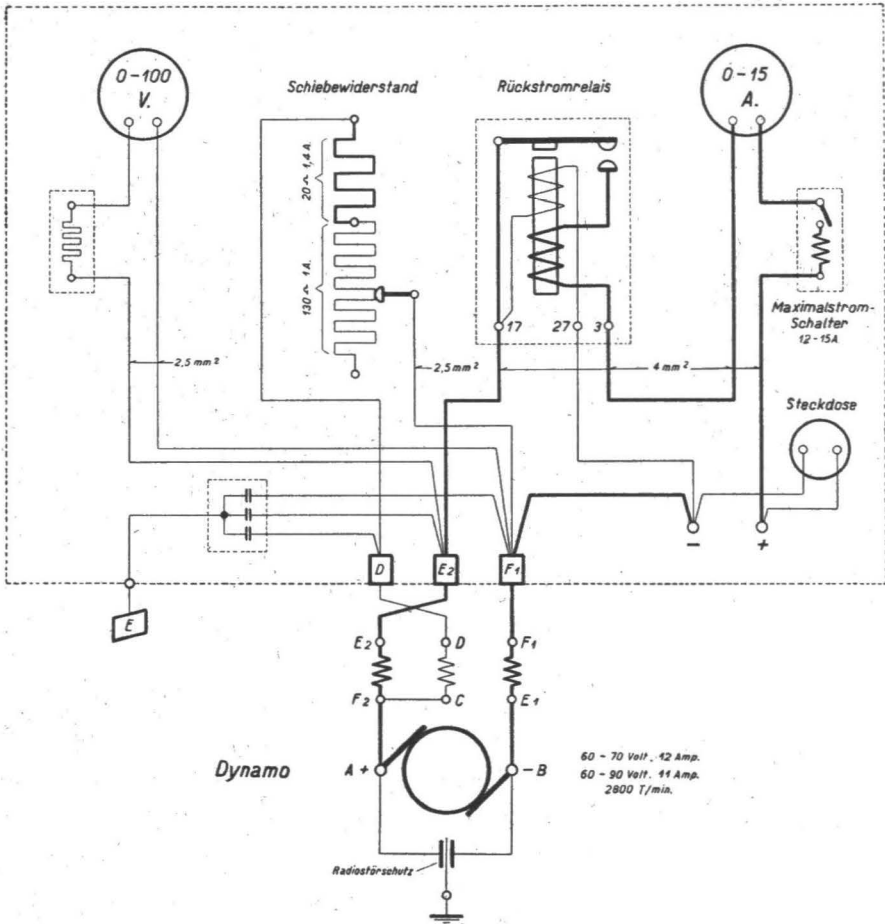 0-100
V.
Schiebewiderstand
Rückstromrelais
0-15
A.
20 Ω 1,4 A.
130 Ω 1 A.
17
27
3
Maximalstrom-
Schalter
12-15A
2,5 mm²
2,5 mm²
4 mm²
Steckdose
-
+
D
E2
F1
E
E2
D
F1
F2
C
E1
Dynamo
A +
- B
60 - 70 Volt. 12 Amp.
60 - 90 Volt. 11 Amp.
2800 T/min.
Radiostörschutz